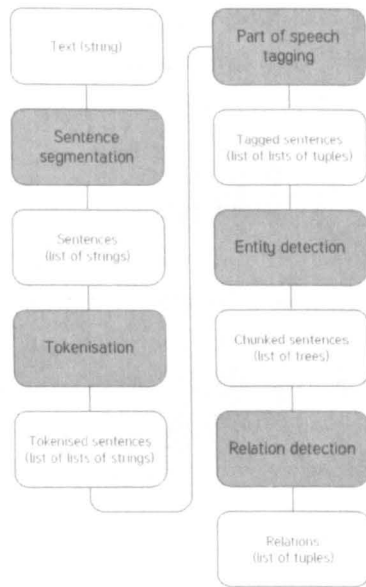 Text (string)
Sentence
segmentation
Sentences
(list of strings)
Tokenisation
Tokenised sentences
(list of lists of strings)
Part of speech
tagging
Tagged sentences
(list of lists of tuples)
Entity detection
Chunked sentences
(list of trees)
Relation detection
Relations
(list of tuples)